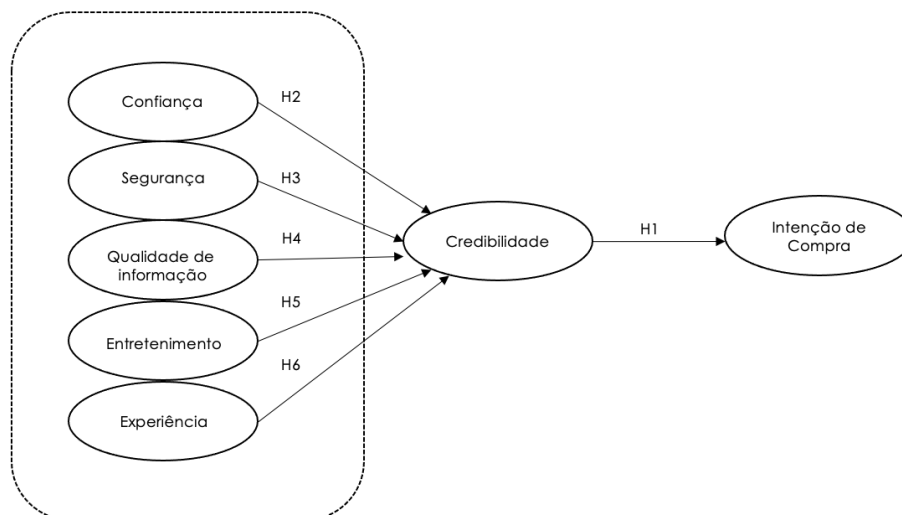 Confiança
H2
Segurança
H3
Qualidade de
informação
H4
Entretenimento
H5
Experiência
H6
Credibilidade
H1
Intenção de
Compra